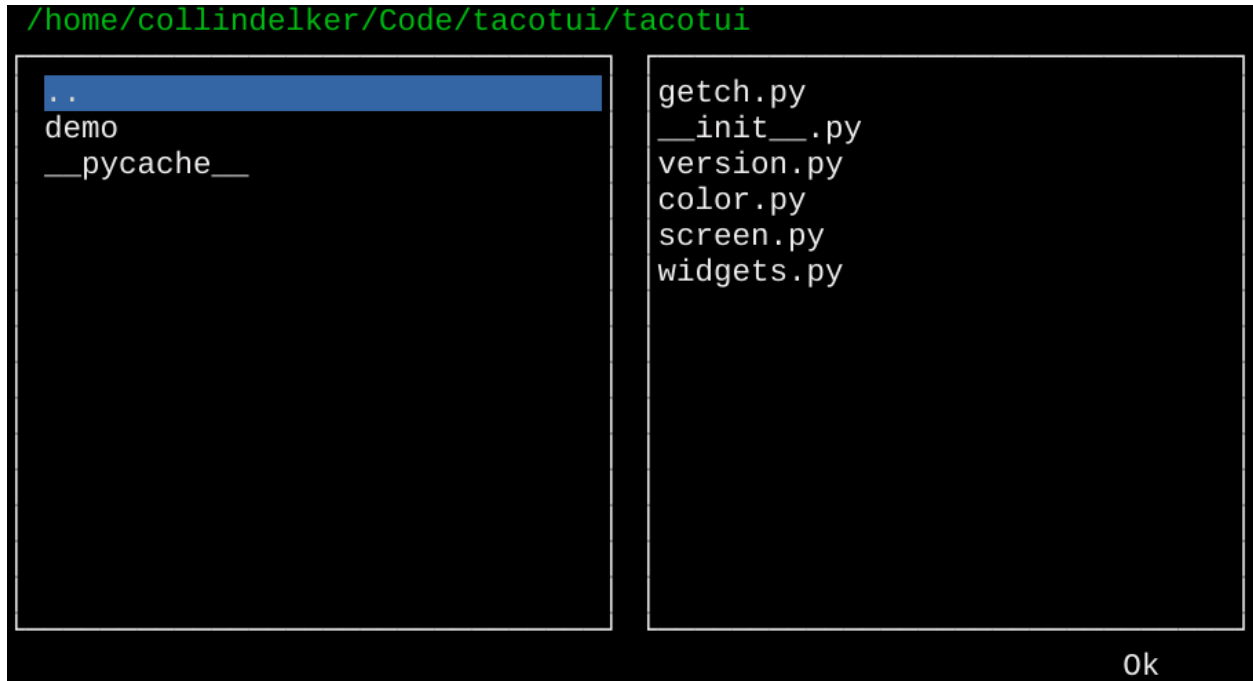 /home/collindelker/Code/tacotui/tacotui
..
demo
__pycache__
getch.py
__init__.py
version.py
color.py
screen.py
widgets.py
Ok